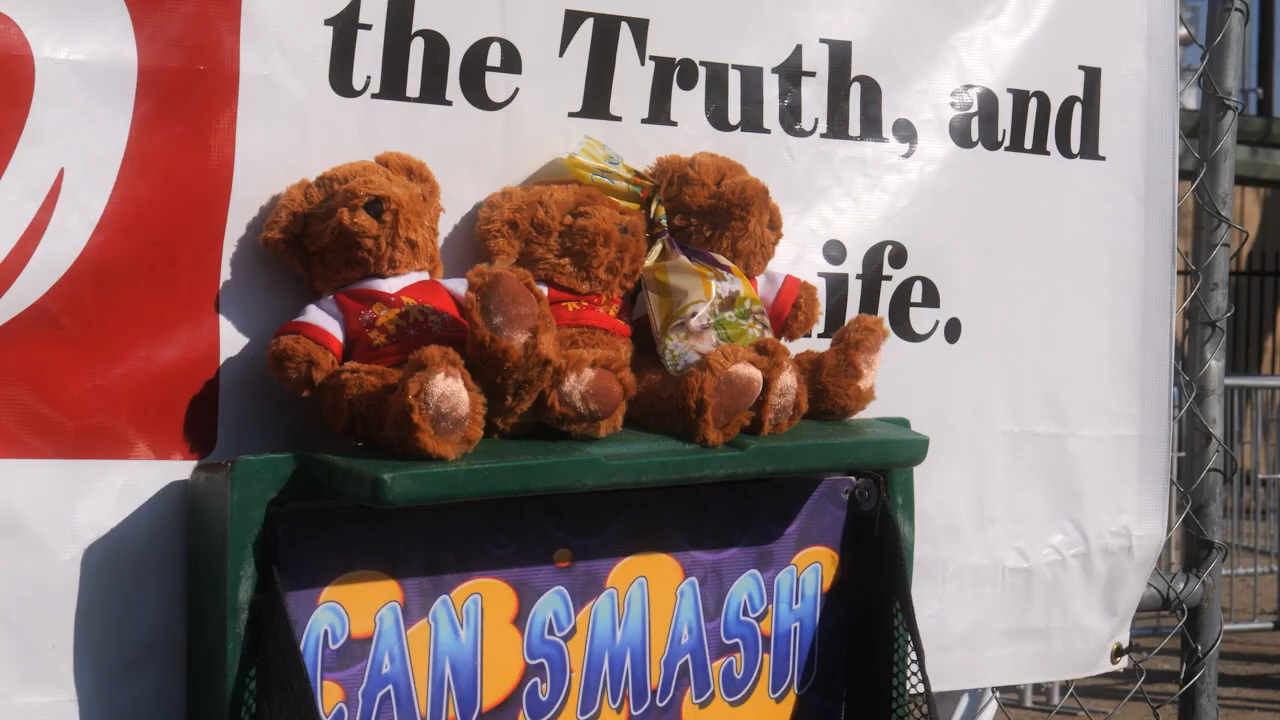 the Truth, and
ife.
CAN SMASH